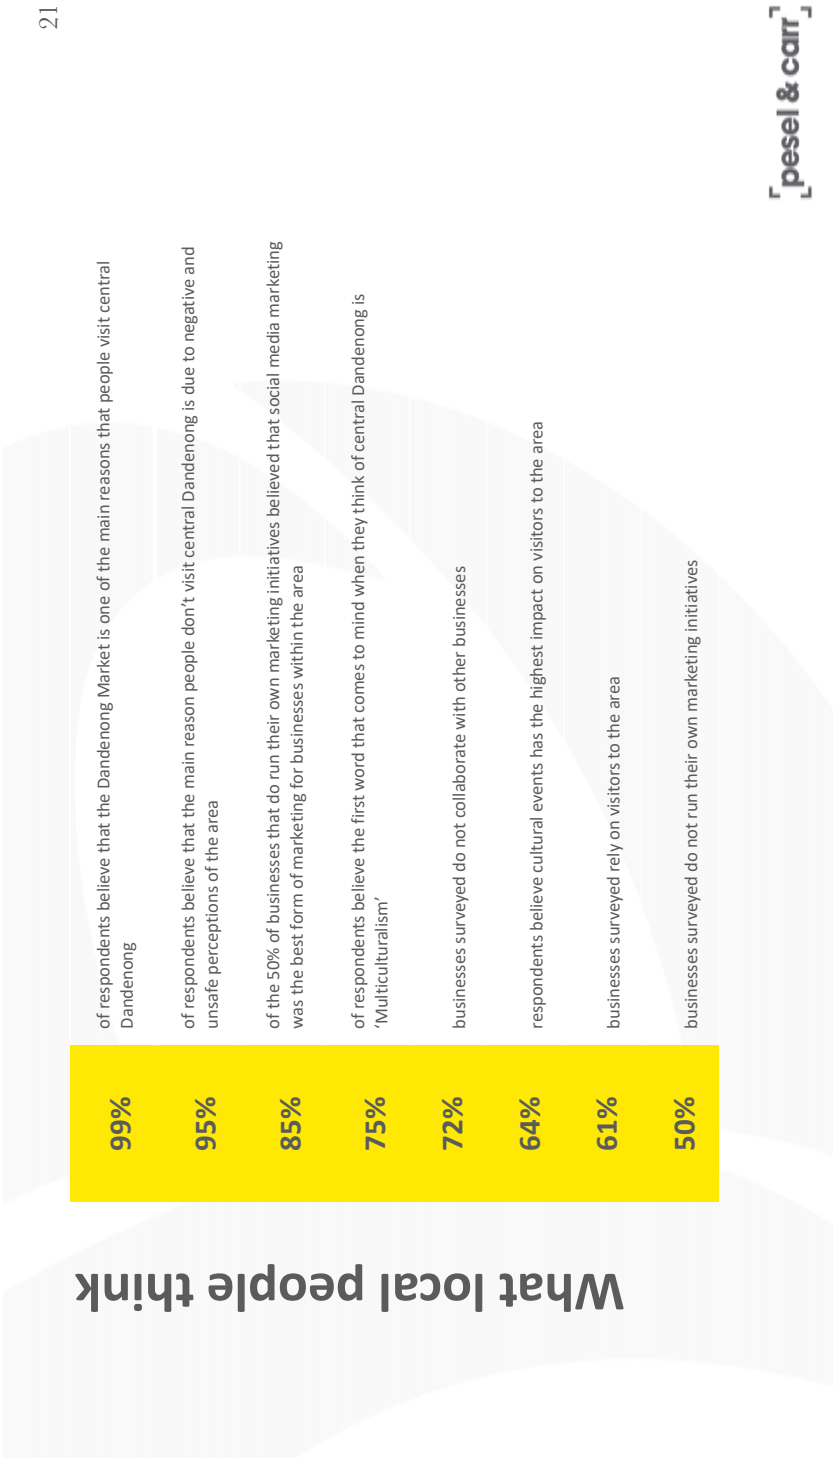 What local people think
99%
of respondents believe that the Dandenong Market is one of the main reasons that people visit central
Dandenong
95%
of respondents believe that the main reason people don’t visit central Dandenong is due to negative and
unsafe perceptions of the area
85%
of the 50% of businesses that do run their own marketing initiatives believed that social media marketing
was the best form of marketing for businesses within the area
75%
of respondents believe the first word that comes to mind when they think of central Dandenong is
‘Multiculturalism’
72%
businesses surveyed do not collaborate with other businesses
64%
respondents believe cultural events has the highest impact on visitors to the area
61%
businesses surveyed rely on visitors to the area
50%
businesses surveyed do not run their own marketing initiatives
[pesel & carr]
21